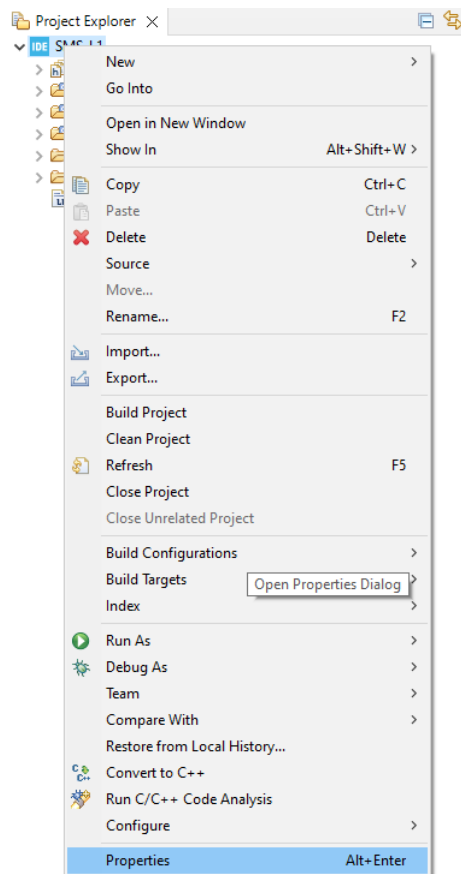 Project Explorer
IDE SMS-L1
New
Go Into
Open in New Window
Show In Alt+Shift+W
Copy Ctrl+C
Paste Ctrl+V
Delete Delete
Source
Move...
Rename... F2
Import...
Export...
Build Project
Clean Project
Refresh F5
Close Project
Close Unrelated Project
Build Configurations
Build Targets
Open Properties Dialog
Index
Run As
Debug As
Team
Compare With
Restore from Local History...
Convert to C++
Run C/C++ Code Analysis
Configure
Properties Alt+Enter